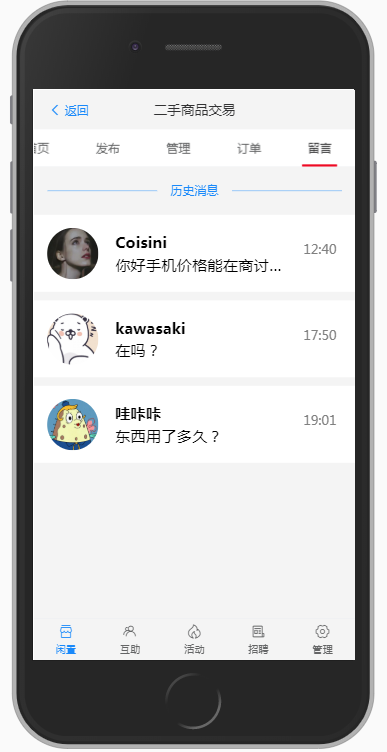 返回 二手商品交易
首页 发布 管理 订单 留言
历史消息
Coisini 12:40
你好手机价格能在商讨...
kawasaki 17:50
在吗？
哇咔咔 19:01
东西用了多久？
闲置 互助 活动 招聘 管理